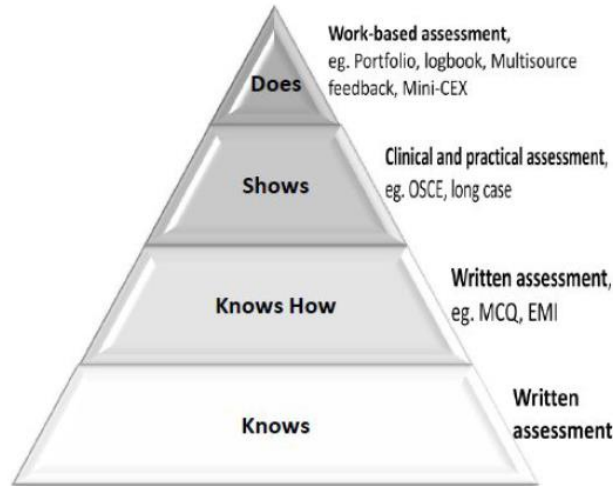 Work-based assessment,
eg. Portfolio, logbook, Multisource
feedback, Mini-CEX
Does
Clinical and practical assessment,
eg. OSCE, long case
Shows
Written assessment,
eg. MCQ, EMI
Knows How
Written
assessment
Knows